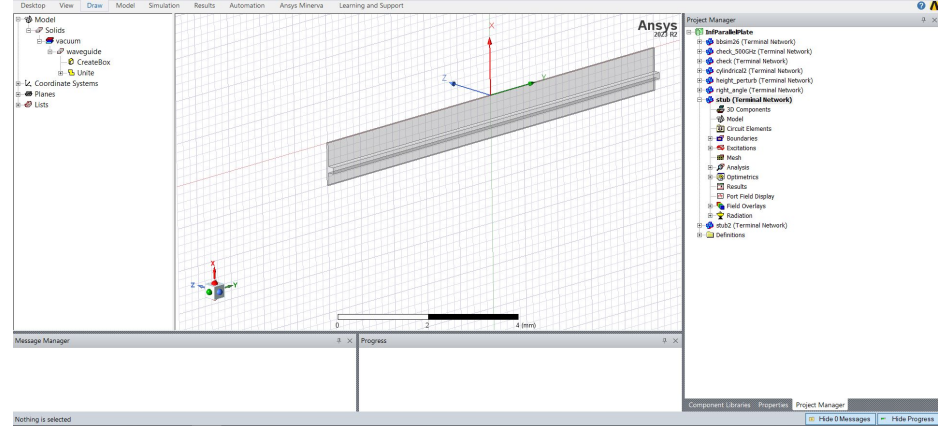 Desktop View Draw Model Simulation Results Automation Ansys Minerva Learning and Support
Model
Solids
vacuum
waveguide
CreateBox
Unite
Coordinate Systems
Planes
Lists
Ansys
2023 R2
X
Z
Y
X
Z
Y
0 2 4 (mm)
Project Manager
InfParallelPlate
bbsim26 (Terminal Network)
check_500GHz (Terminal Network)
check (Terminal Network)
cylindrical2 (Terminal Network)
height_perturb (Terminal Network)
right_angle (Terminal Network)
stub (Terminal Network)
3D Components
Model
Circuit Elements
Boundaries
Excitations
Mesh
Analysis
Optimetrics
Results
Port Field Display
Field Overlays
Radiation
stub2 (Terminal Network)
Definitions
Message Manager
Progress
Component Libraries Properties Project Manager
Nothing is selected
Hide 0 Messages Hide Progress